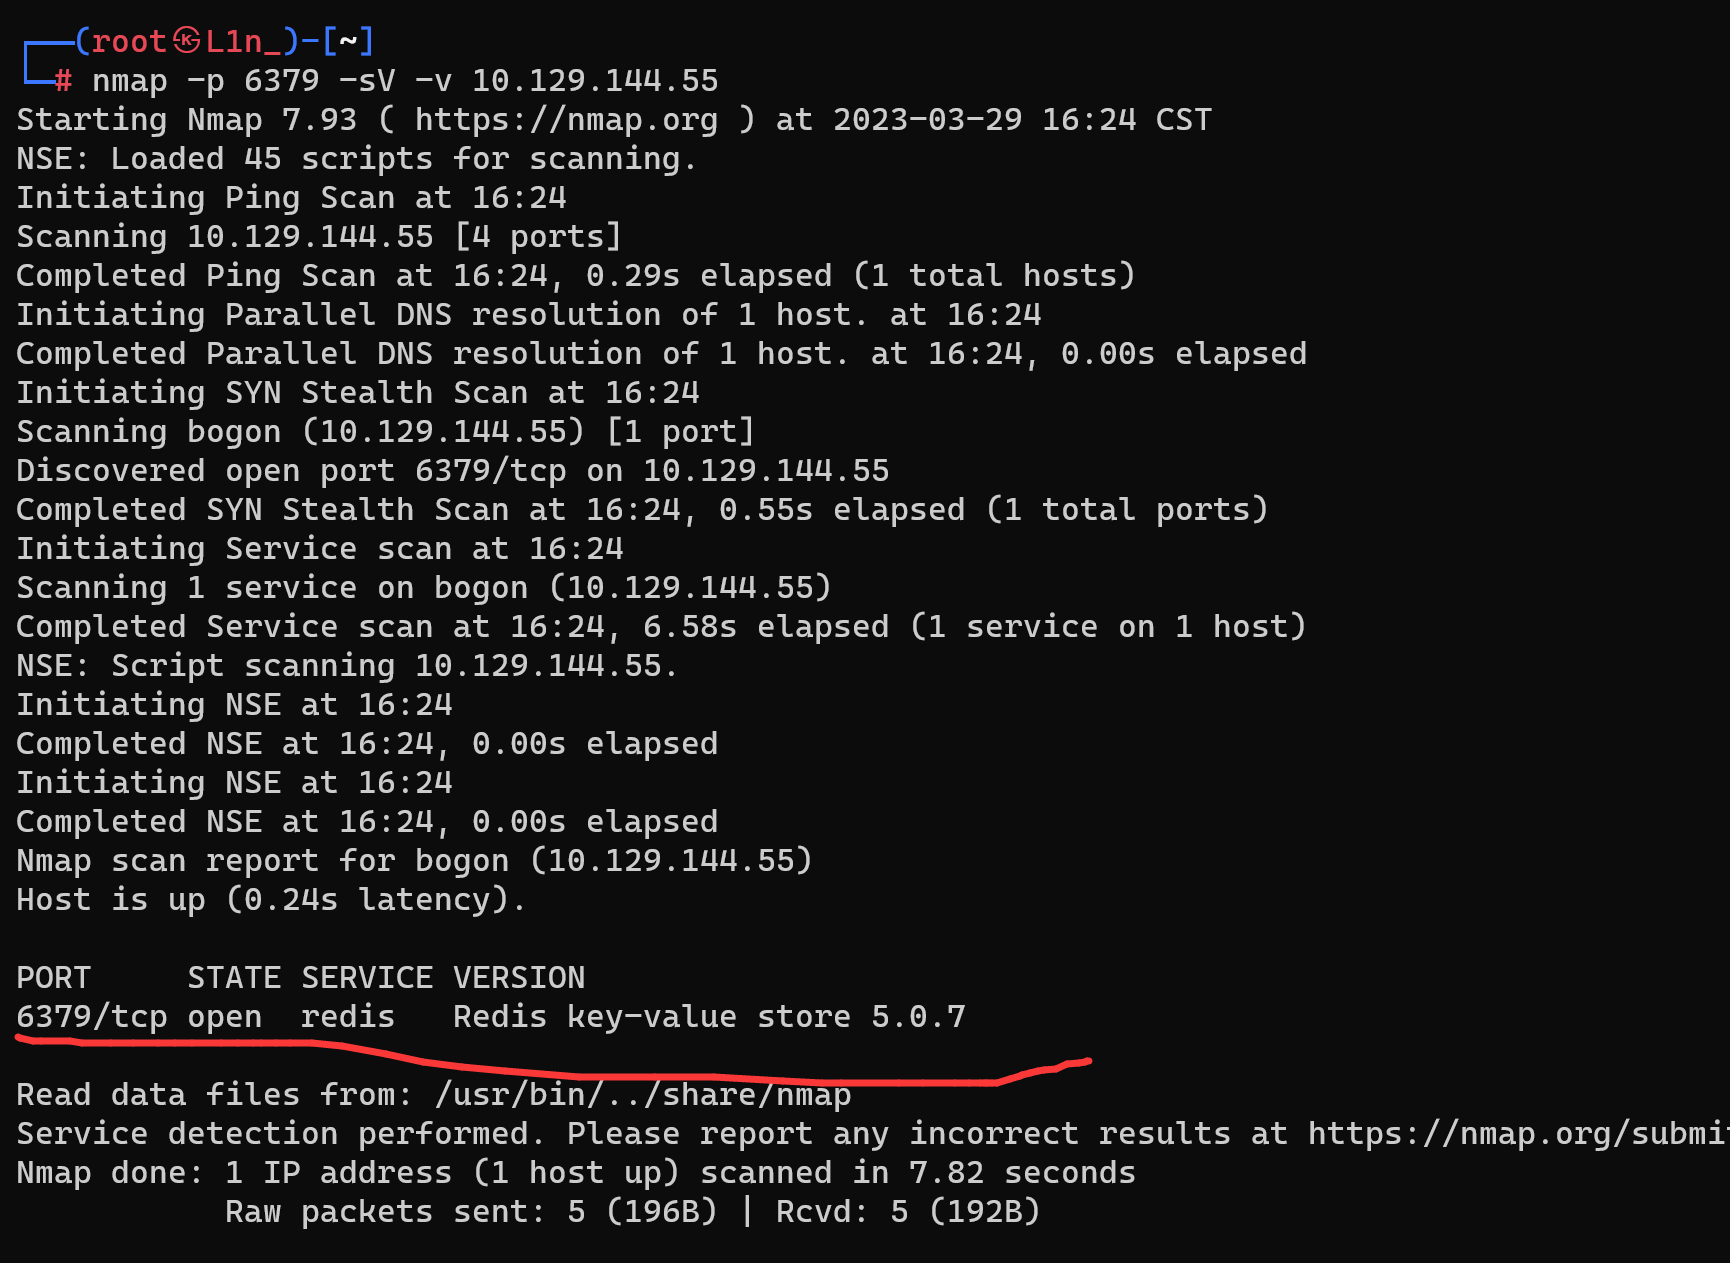 ┌──(root㉿L1n_)-[~]
└─# nmap -p 6379 -sV -v 10.129.144.55
Starting Nmap 7.93 ( https://nmap.org ) at 2023-03-29 16:24 CST
NSE: Loaded 45 scripts for scanning.
Initiating Ping Scan at 16:24
Scanning 10.129.144.55 [4 ports]
Completed Ping Scan at 16:24, 0.29s elapsed (1 total hosts)
Initiating Parallel DNS resolution of 1 host. at 16:24
Completed Parallel DNS resolution of 1 host. at 16:24, 0.00s elapsed
Initiating SYN Stealth Scan at 16:24
Scanning bogon (10.129.144.55) [1 port]
Discovered open port 6379/tcp on 10.129.144.55
Completed SYN Stealth Scan at 16:24, 0.55s elapsed (1 total ports)
Initiating Service scan at 16:24
Scanning 1 service on bogon (10.129.144.55)
Completed Service scan at 16:24, 6.58s elapsed (1 service on 1 host)
NSE: Script scanning 10.129.144.55.
Initiating NSE at 16:24
Completed NSE at 16:24, 0.00s elapsed
Initiating NSE at 16:24
Completed NSE at 16:24, 0.00s elapsed
Nmap scan report for bogon (10.129.144.55)
Host is up (0.24s latency).
PORT     STATE SERVICE VERSION
6379/tcp open  redis   Redis key-value store 5.0.7
Read data files from: /usr/bin/../share/nmap
Service detection performed. Please report any incorrect results at https://nmap.org/submi
Nmap done: 1 IP address (1 host up) scanned in 7.82 seconds
Raw packets sent: 5 (196B) | Rcvd: 5 (192B)